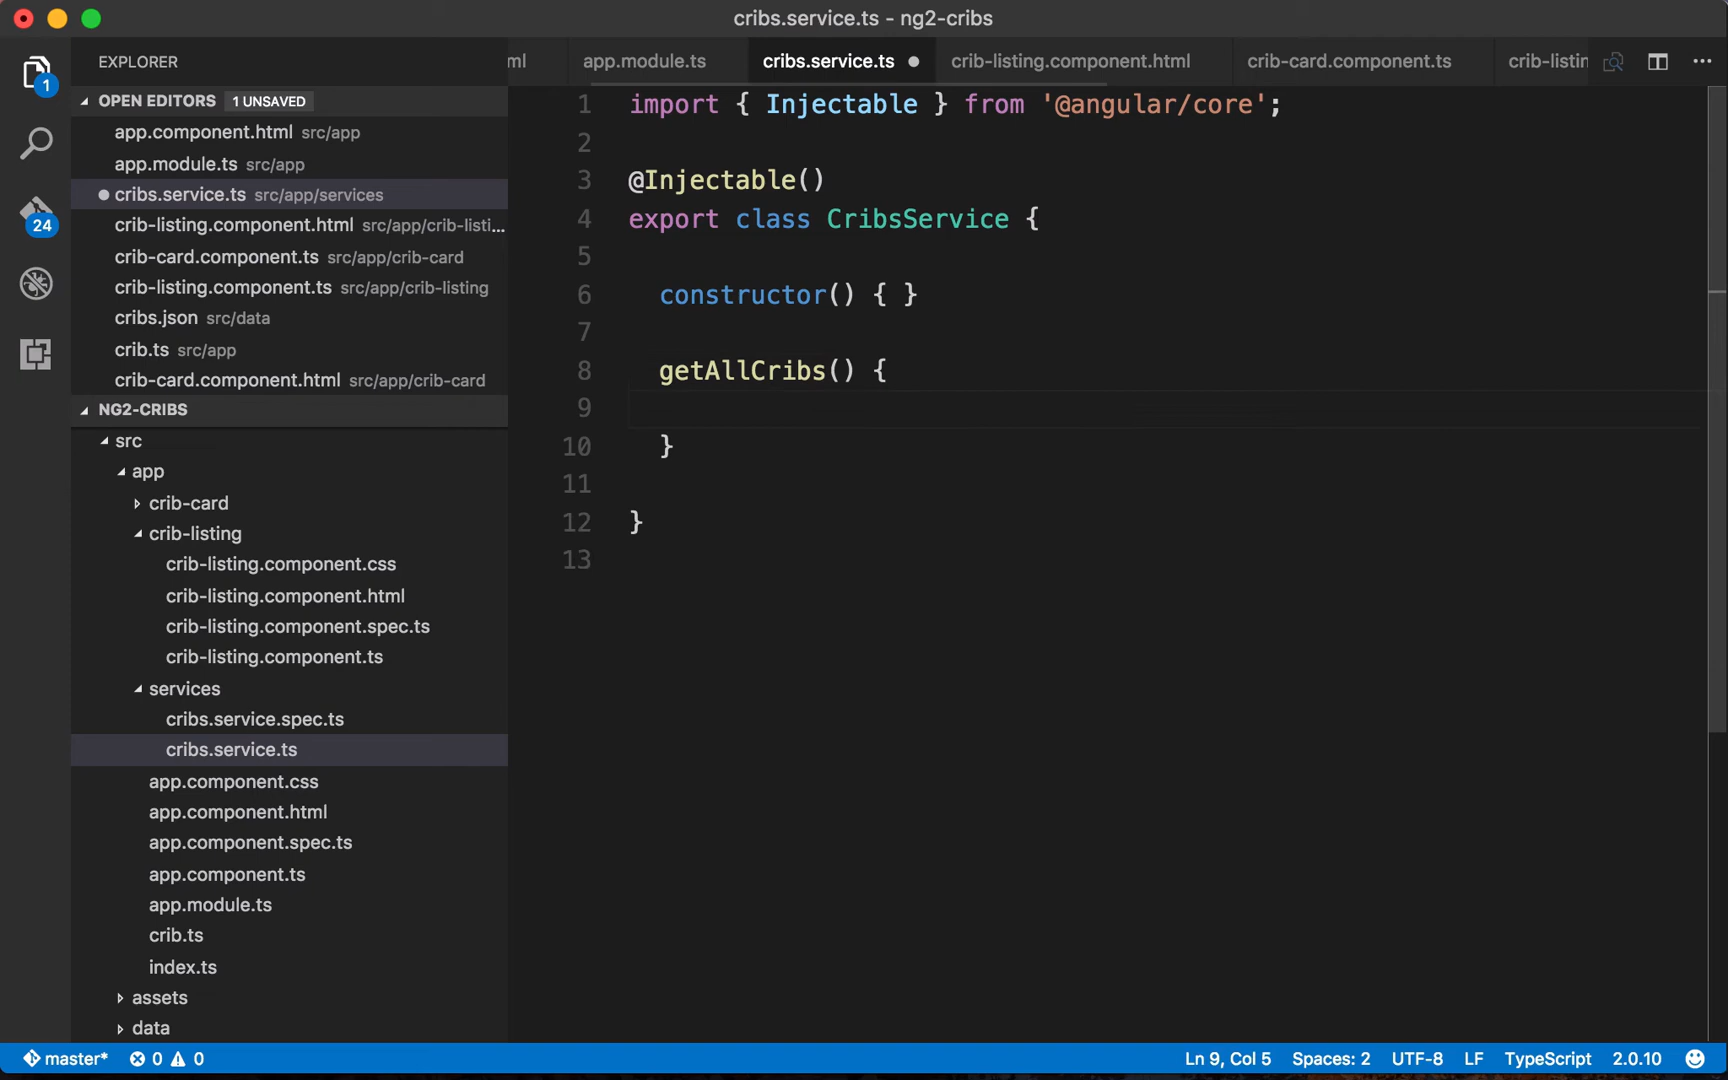 cribs.service.ts - ng2-cribs
EXPLORER
ml
app.module.ts
cribs.service.ts
crib-listing.component.html
crib-card.component.ts
crib-listin
1
OPEN EDITORS 1 UNSAVED
app.component.html src/app
app.module.ts src/app
cribs.service.ts src/app/services
crib-listing.component.html src/app/crib-listi...
crib-card.component.ts src/app/crib-card
crib-listing.component.ts src/app/crib-listing
cribs.json src/data
crib.ts src/app
crib-card.component.html src/app/crib-card
24
NG2-CRIBS
src
app
crib-card
crib-listing
crib-listing.component.css
crib-listing.component.html
crib-listing.component.spec.ts
crib-listing.component.ts
services
cribs.service.spec.ts
cribs.service.ts
app.component.css
app.component.html
app.component.spec.ts
app.component.ts
app.module.ts
crib.ts
index.ts
assets
data
1 import { Injectable } from '@angular/core';
2
3 @Injectable()
4 export class CribsService {
5
6 constructor() { }
7
8 getAllCribs() {
9
10 }
11
12 }
13
master* 0 0
Ln 9, Col 5 Spaces: 2 UTF-8 LF TypeScript 2.0.10